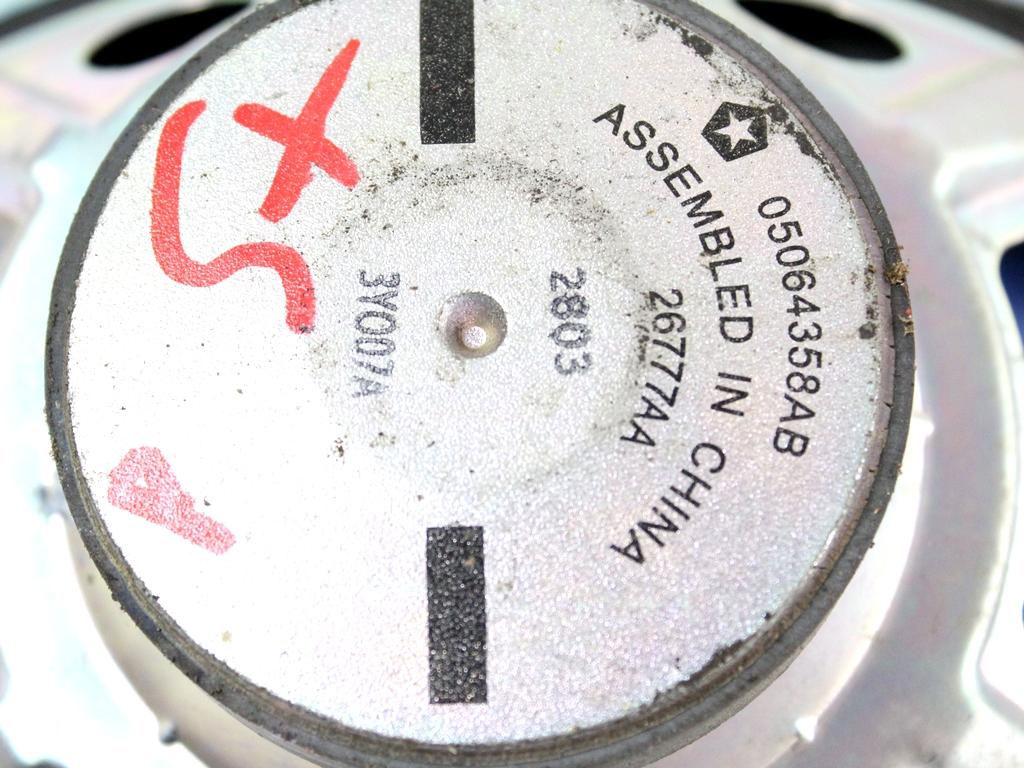 05064358AB
ASSEMBLED IN CHINA
26777AA
2803
3Y007A
SX